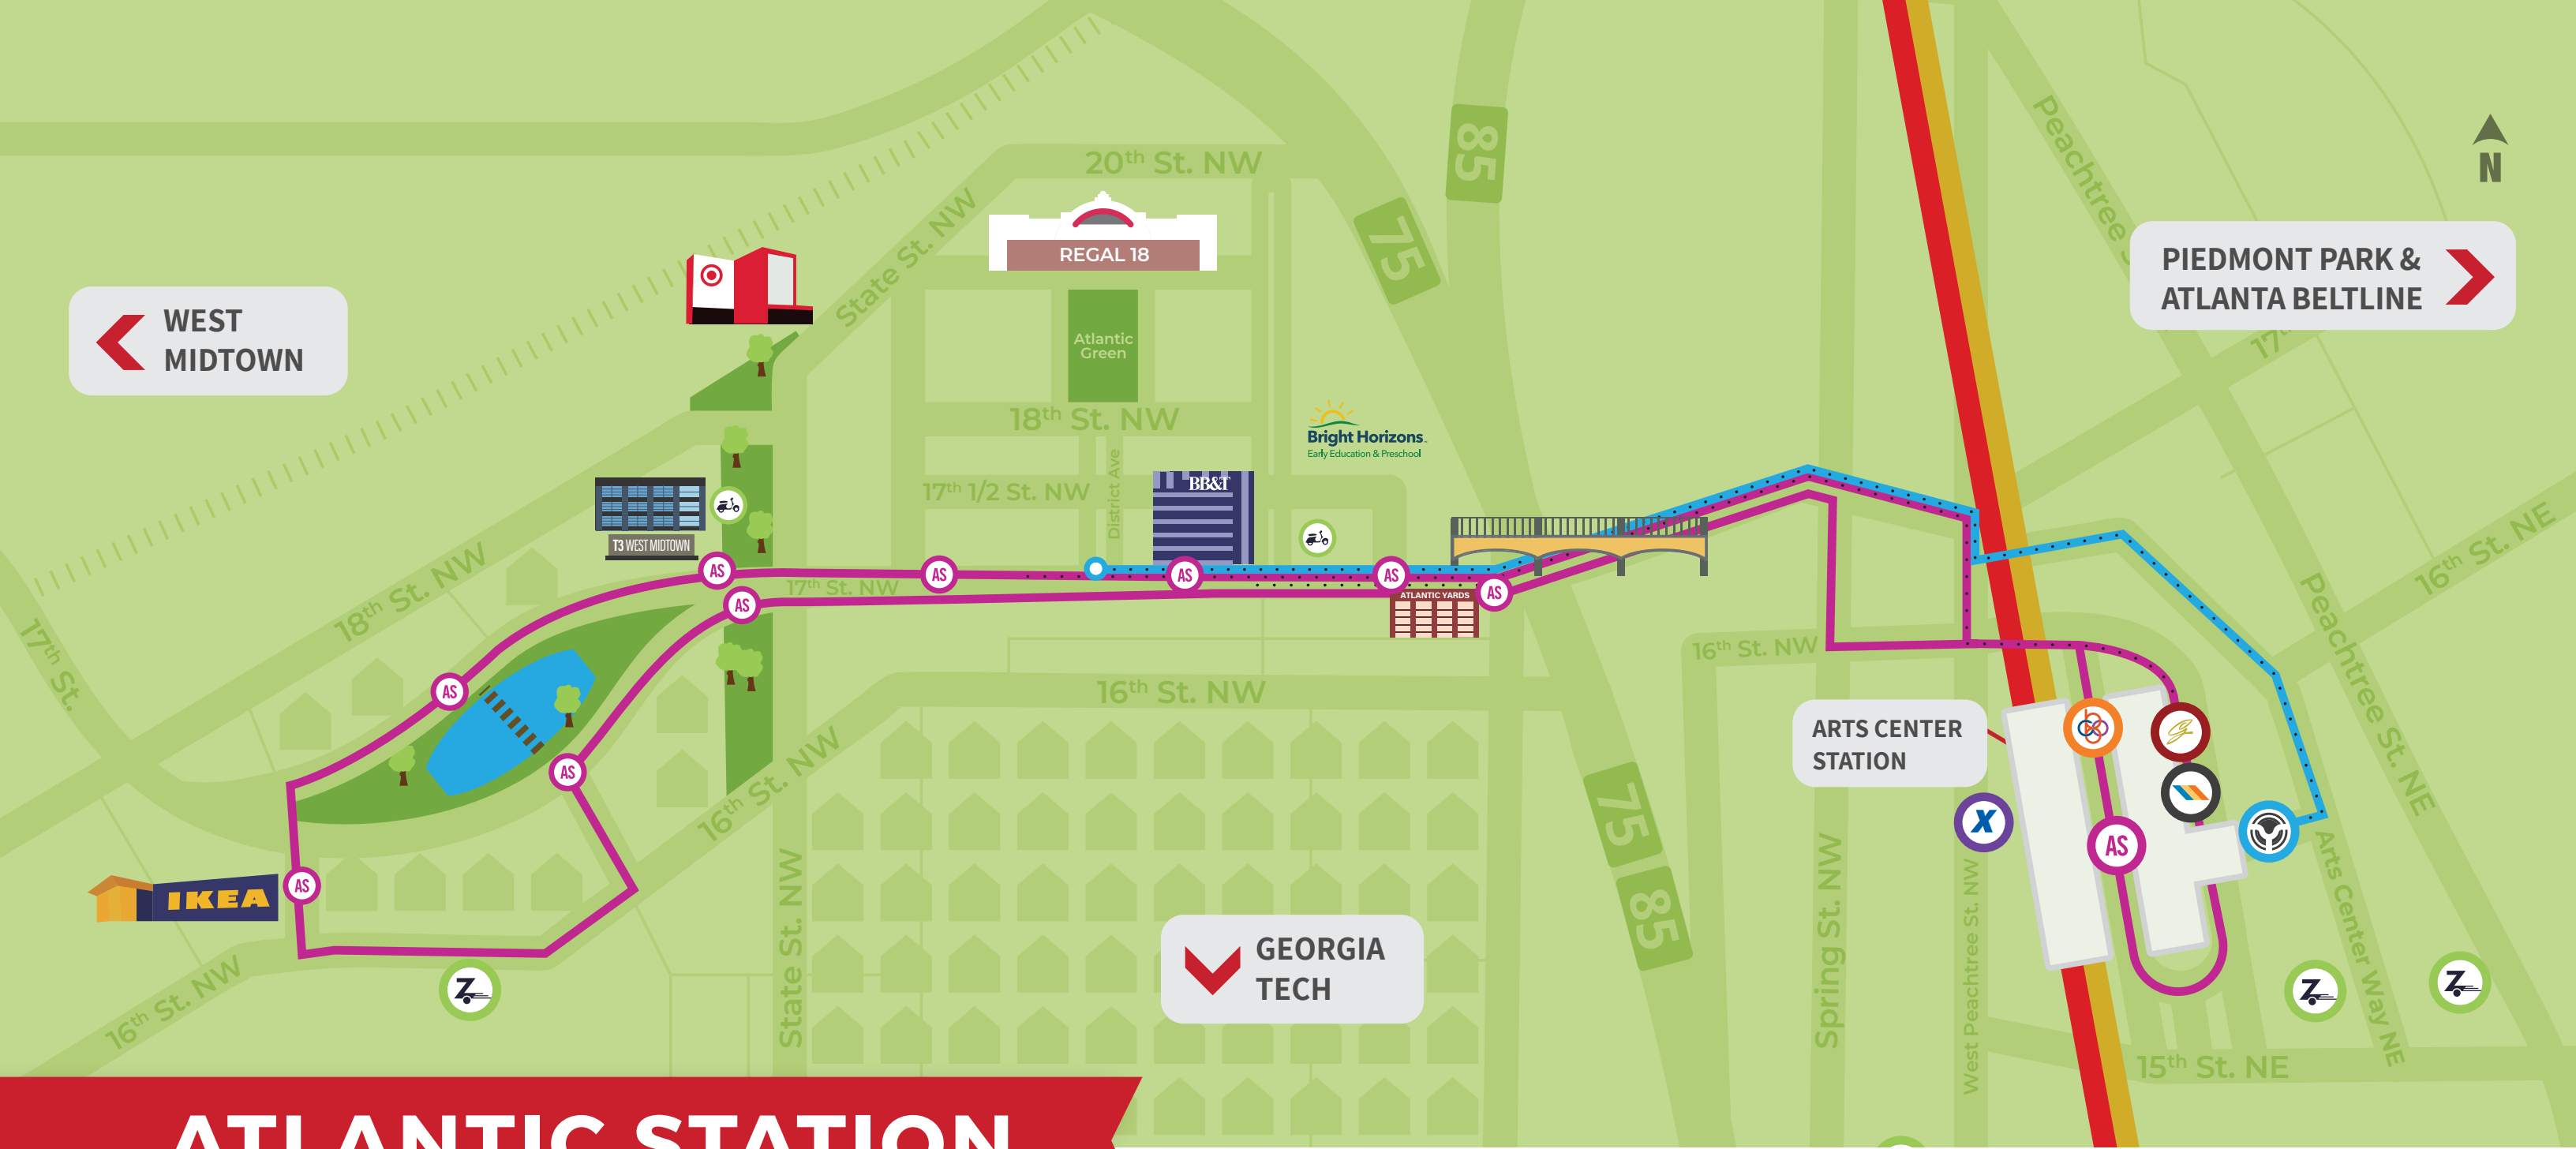 20th St. NW
85
75
Peachtree S
N
PIEDMONT PARK &
ATLANTA BELTLINE
17th
State St. NW
REGAL 18
WEST
MIDTOWN
Atlantic
Green
18th St. NW
Bright Horizons
Early Education & Preschool
17th 1/2 St. NW
District Ave
BB&T
T3 WEST MIDTOWN
18th St. NW
17th St. NW
AS
AS
AS
AS
AS
AS
ATLANTIC YARDS
16th St. NE
17th St.
16th St. NW
16th St. NW
AS
AS
Peachtree St. NE
ARTS CENTER
STATION
16th St. NW
75
85
X
AS
IKEA
AS
State St. NW
Spring St. NW
West Peachtree St. NW
Arts Center Way NE
GEORGIA
TECH
Z
Z
Z
16th St. NW
15th St. NE
ATLANTIC STATION